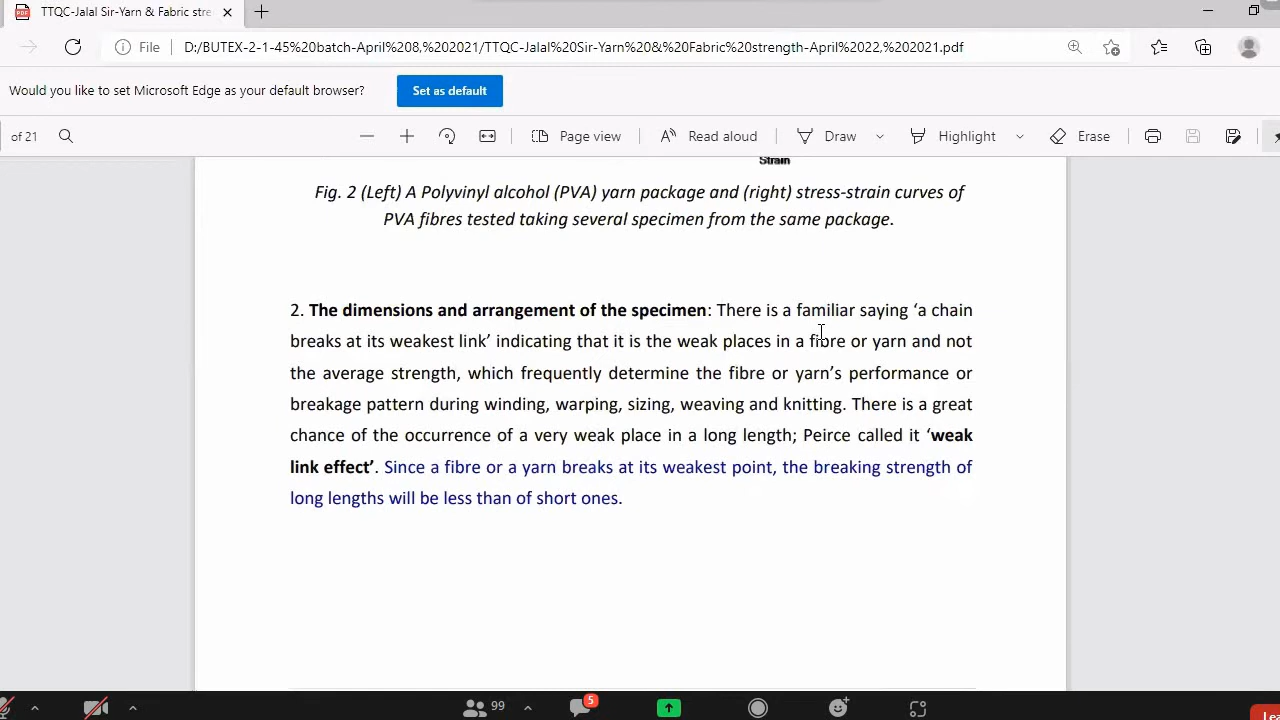 TTQC-Jalal Sir-Yarn & Fabric stre
File D:/BUTEX-2-1-45%20batch-April%208,%202021/TTQC-Jalal%20Sir-Yarn%20&%20Fabric%20strength-April%2022,%202021.pdf
Would you like to set Microsoft Edge as your default browser? Set as default
of 21 Page view Read aloud Draw Highlight Erase
Strain
Fig. 2 (Left) A Polyvinyl alcohol (PVA) yarn package and (right) stress-strain curves of
PVA fibres tested taking several specimen from the same package.
2. The dimensions and arrangement of the specimen: There is a familiar saying ‘a chain
breaks at its weakest link’ indicating that it is the weak places in a fibre or yarn and not
the average strength, which frequently determine the fibre or yarn’s performance or
breakage pattern during winding, warping, sizing, weaving and knitting. There is a great
chance of the occurrence of a very weak place in a long length; Peirce called it ‘weak
link effect’. Since a fibre or a yarn breaks at its weakest point, the breaking strength of
long lengths will be less than of short ones.
99 5